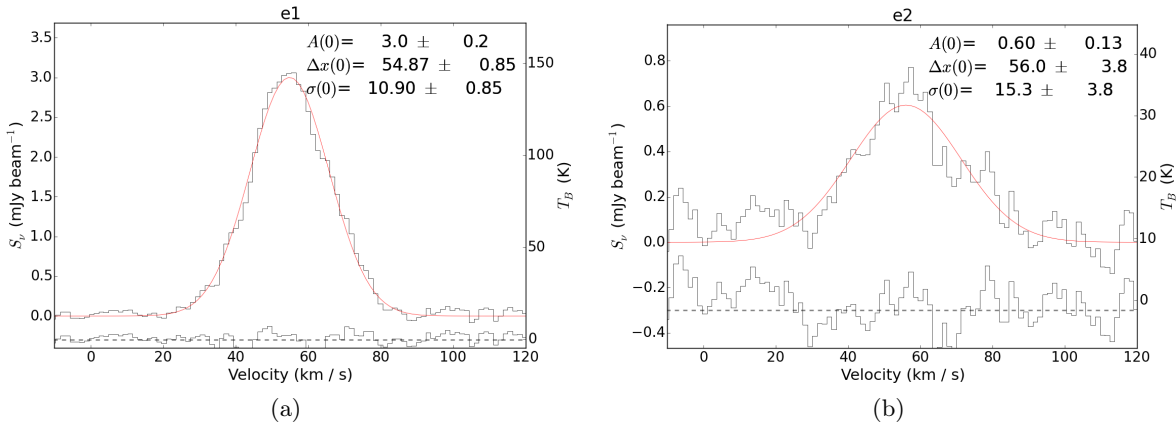 e1
A(0)= 3.0 ± 0.2
Δx(0)= 54.87 ± 0.85
σ(0)= 10.90 ± 0.85
3.5
3.0
2.5
2.0
1.5
1.0
0.5
0.0
S_ν (mJy beam⁻¹)
150
100
50
0
T_B (K)
0 20 40 60 80 100 120
Velocity (km / s)
(a)
e2
A(0)= 0.60 ± 0.13
Δx(0)= 56.0 ± 3.8
σ(0)= 15.3 ± 3.8
0.8
0.6
0.4
0.2
0.0
−0.2
−0.4
S_ν (mJy beam⁻¹)
40
30
20
10
0
T_B (K)
0 20 40 60 80 100 120
Velocity (km / s)
(b)